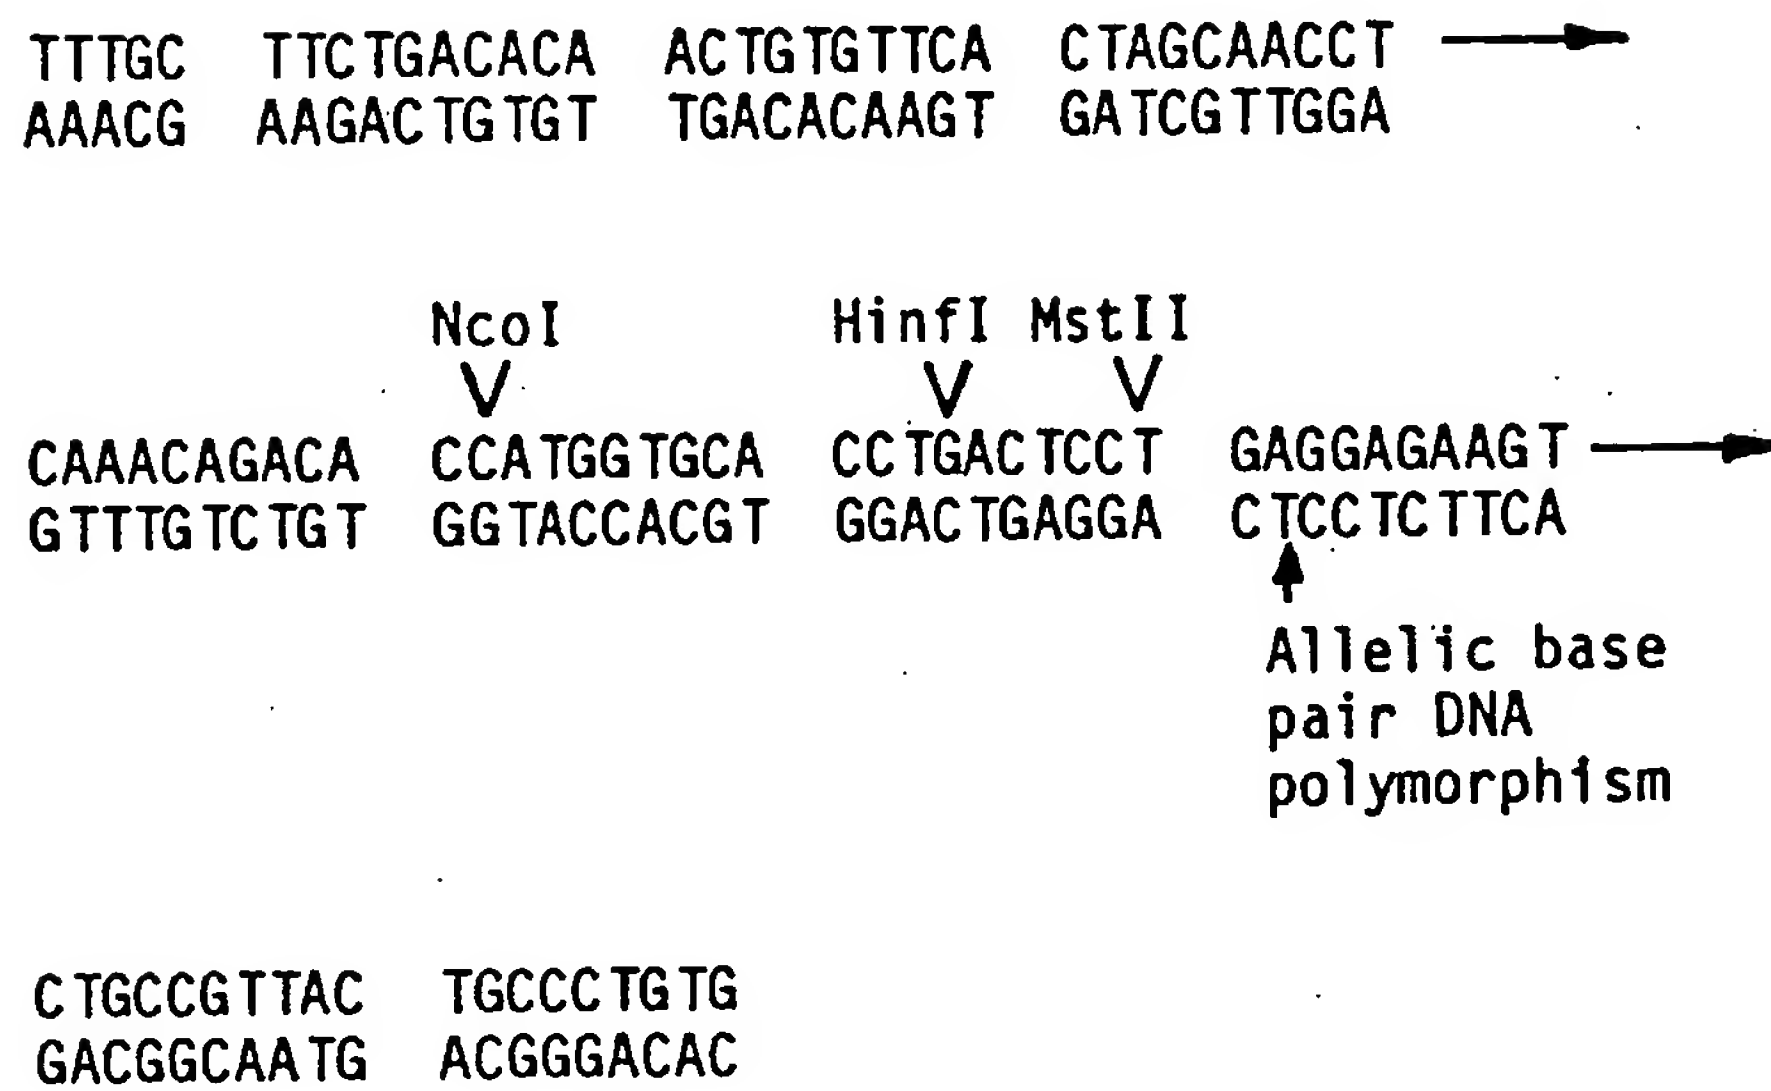 TTTGC TTCTGACACA ACTGTGTTCA CTAGCAACCT
AAACG AAGACTGTGT TGACACAAGT GATCGTTGGA
NcoI HinfI MstII
CAAACAGACA CCATGGTGCA CCTGACTCCT GAGGAGAAGT
GTTTGTCTGT GGTACCACGT GGACTGAGGA CTCCTCTTCA
Allelic base
pair DNA
polymorphism
CTGCCGTTAC TGCCCTGTG
GACGGCAATG ACGGGACAC